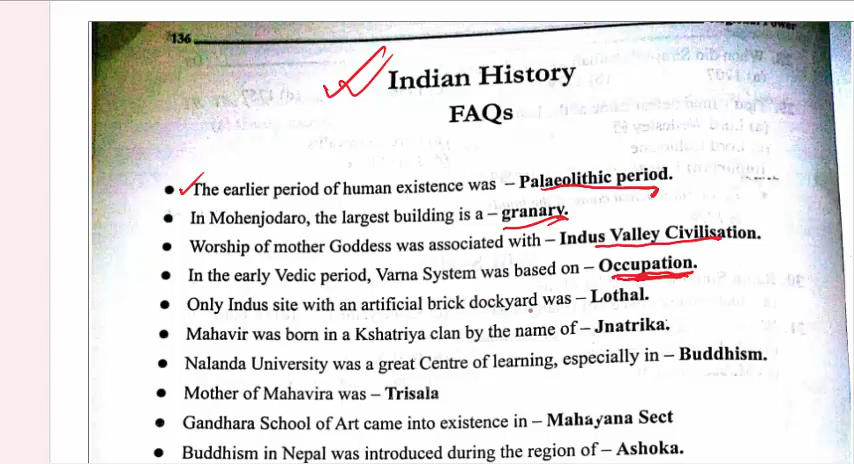 136
Indian History
FAQs
● The earlier period of human existence was – Palaeolithic period.
● In Mohenjodaro, the largest building is a – granary.
● Worship of mother Goddess was associated with – Indus Valley Civilisation.
● In the early Vedic period, Varna System was based on – Occupation.
● Only Indus site with an artificial brick dockyard was – Lothal.
● Mahavir was born in a Kshatriya clan by the name of – Jnatrika.
● Nalanda University was a great Centre of learning, especially in – Buddhism.
● Mother of Mahavira was – Trisala
● Gandhara School of Art came into existence in – Mahayana Sect
● Buddhism in Nepal was introduced during the region of – Ashoka.